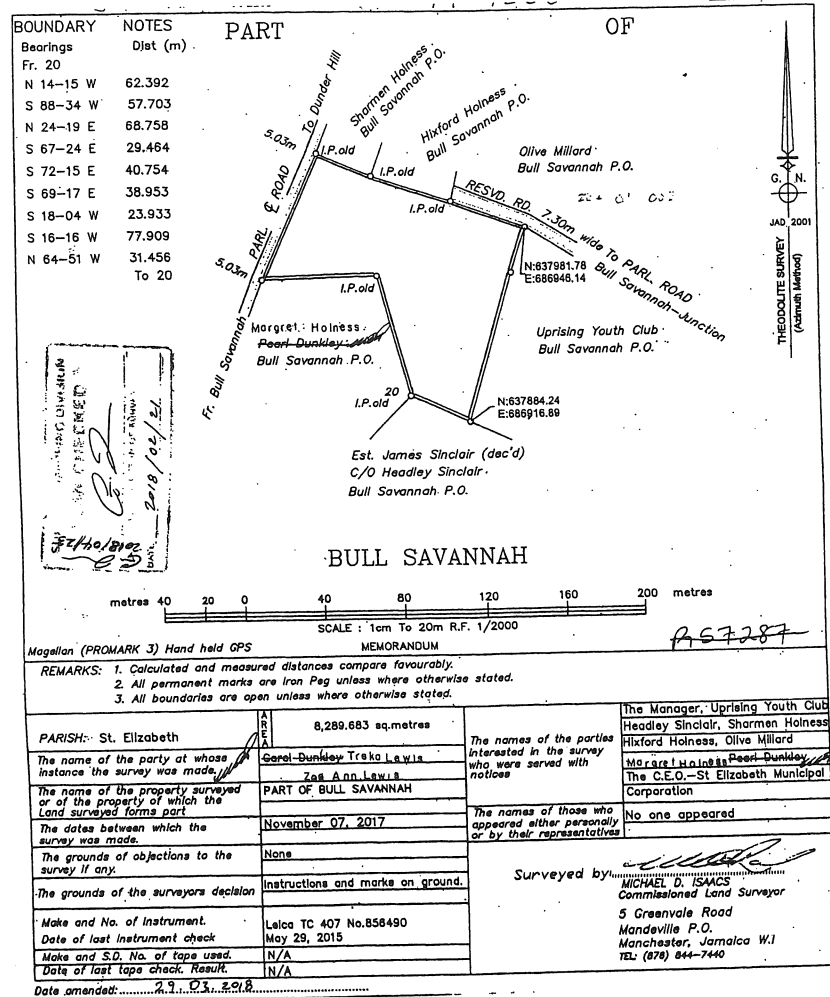 PART OF
BOUNDARY NOTES
Bearings Dist (m)
Fr. 20
N 14-15 W 62.392
S 88-34 W 57.703
N 24-19 E 68.758
S 67-24 E 29.464
S 72-15 E 40.754
S 69-17 E 38.953
S 18-04 W 23.933
S 16-16 W 77.909
N 64-51 W 31.456
To 20
To Dunder Hill
Sharmen Holness
Bull Savannah P.O.
Hixford Holness
Bull Savannah P.O.
Olive Millard
Bull Savannah P.O.
5.03m
I.P.old
I.P.old
I.P.old
PARL. ROAD
RESVD. RD. 7.30m wide To PARL. ROAD
Bull Savannah-Junction
G. N.
JAD 2001
THEODOLITE SURVEY
(Azimuth Method)
5.03m
I.P.old
N:637981.78
E:686946.14
Fr. Bull Savannah
Margret Holness
Pearl Dunkley
Bull Savannah P.O.
Uprising Youth Club
Bull Savannah P.O.
20
I.P.old
N:637884.24
E:686916.89
Est. James Sinclair (dec'd)
C/O Headley Sinclair
Bull Savannah P.O.
CHECKED
2018/02/21
DATE
2018/04/23
BULL SAVANNAH
metres 40 20 0 40 80 120 140 200 metres
SCALE : 1cm To 20m R.F. 1/2000
Magellan (PROMARK 3) Hand held GPS
MEMORANDUM
REMARKS: 1. Calculated and measured distances compare favourably.
2. All permanent marks are Iron Peg unless where otherwise stated.
3. All boundaries are open unless where otherwise stated.
PARISH: St. Elizabeth
AREA
8,289.683 sq.metres
The name of the party at whose
instance the survey was made.
Carol Dunkley Treka Lewis
Zoe Ann Lewis
The name of the property surveyed
or of the property of which the
Land surveyed forms part
PART OF BULL SAVANNAH
The dates between which the
survey was made.
November 07, 2017
The grounds of objections to the
survey if any.
None
The grounds of the surveyors decision
Instructions and marks on ground.
Make and No. of Instrument.
Leica TC 407 No.856490
Date of last instrument check
May 29, 2015
Make and S.D. No. of tape used.
N/A
Date of last tape check. Result.
N/A
Date amended: 29. 03. 2018
The names of the parties
interested in the survey
who were served with
notices
The Manager, Uprising Youth Club
Headley Sinclair, Sharmen Holness
Hixford Holness, Olive Millard
Margret Holness Pearl Dunkley
The C.E.O.-St Elizabeth Municipal
Corporation
The names of those who
appeared either personally
or by their representatives
No one appeared
Surveyed by
MICHAEL D. ISAACS
Commissioned Land Surveyor
5 Greenvale Road
Mandeville P.O.
Manchester, Jamaica W.I
TEL: (876) 844-7440